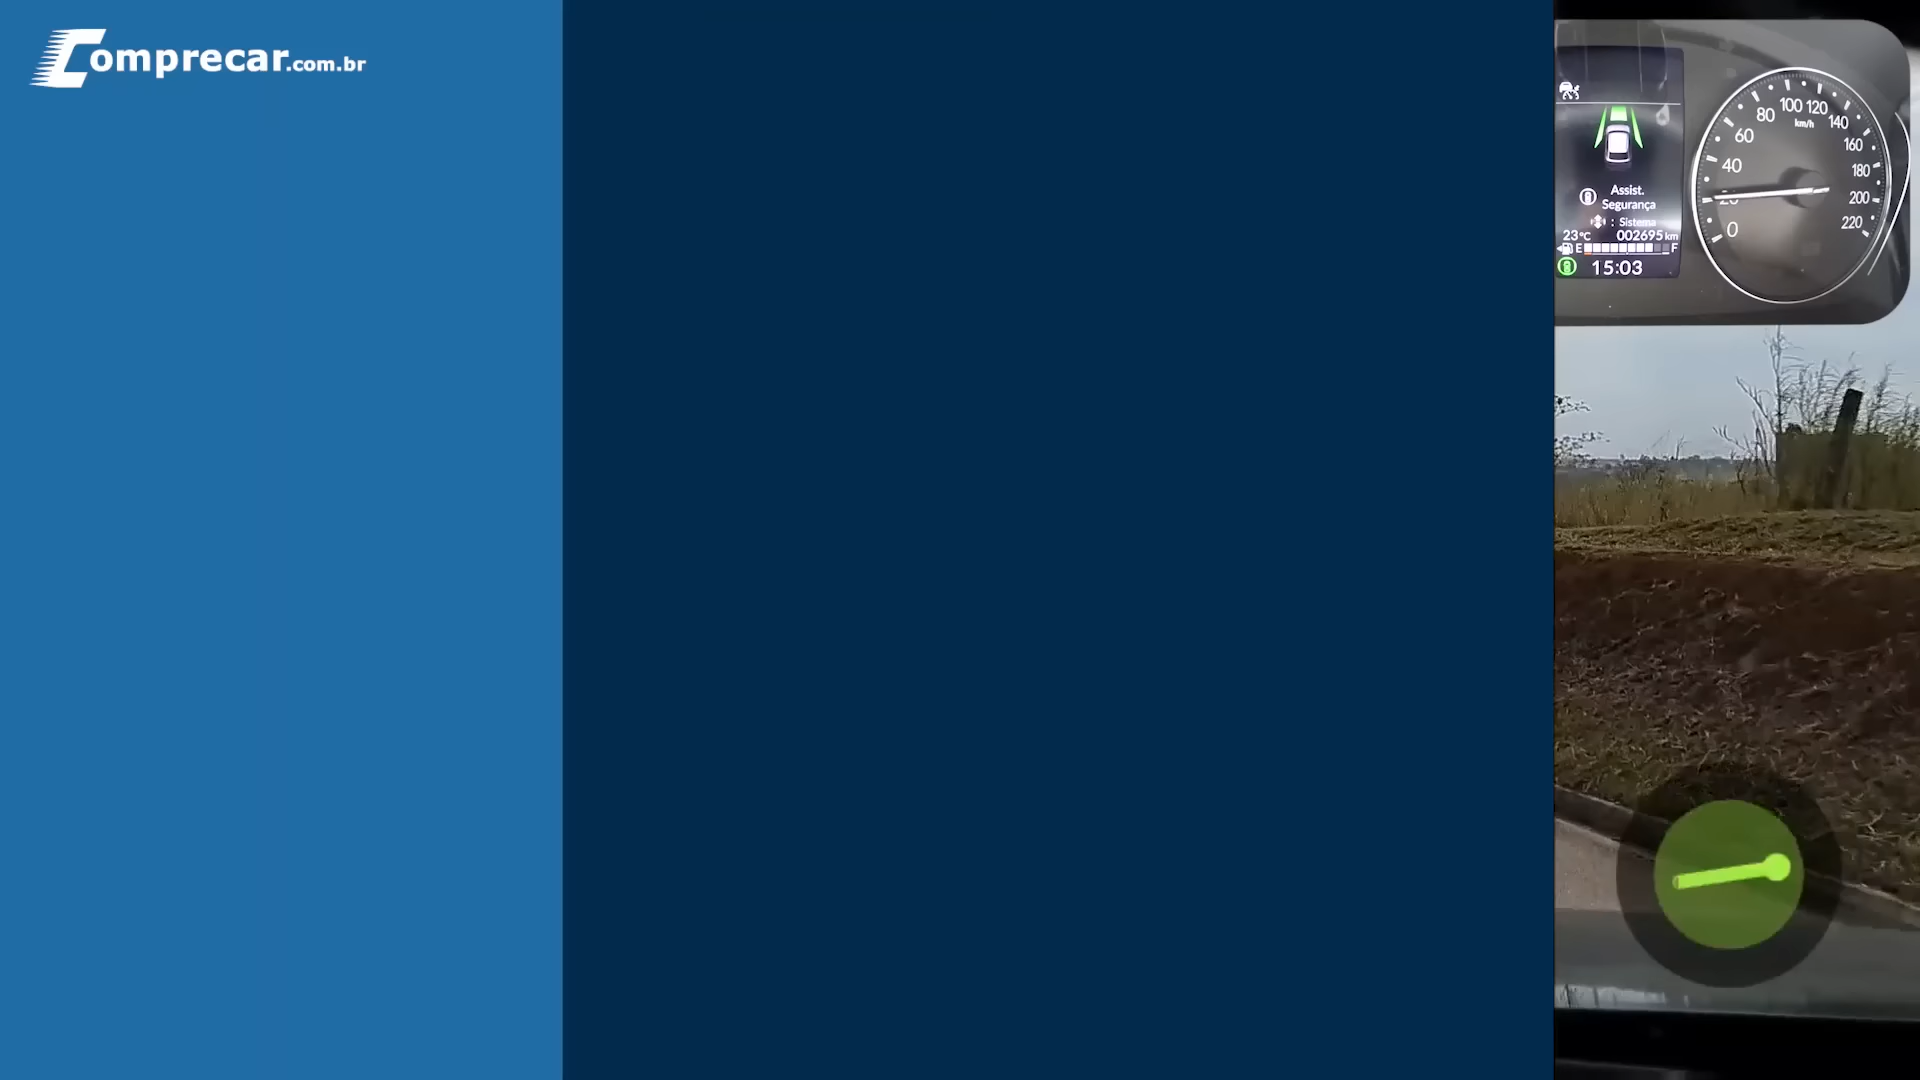 Comprecar.com.br
80 100 120
km/h
140
60
160
40
180
20
200
0
220
Assist.
Segurança
: Sistema
23°C 002695 km
E F
15:03